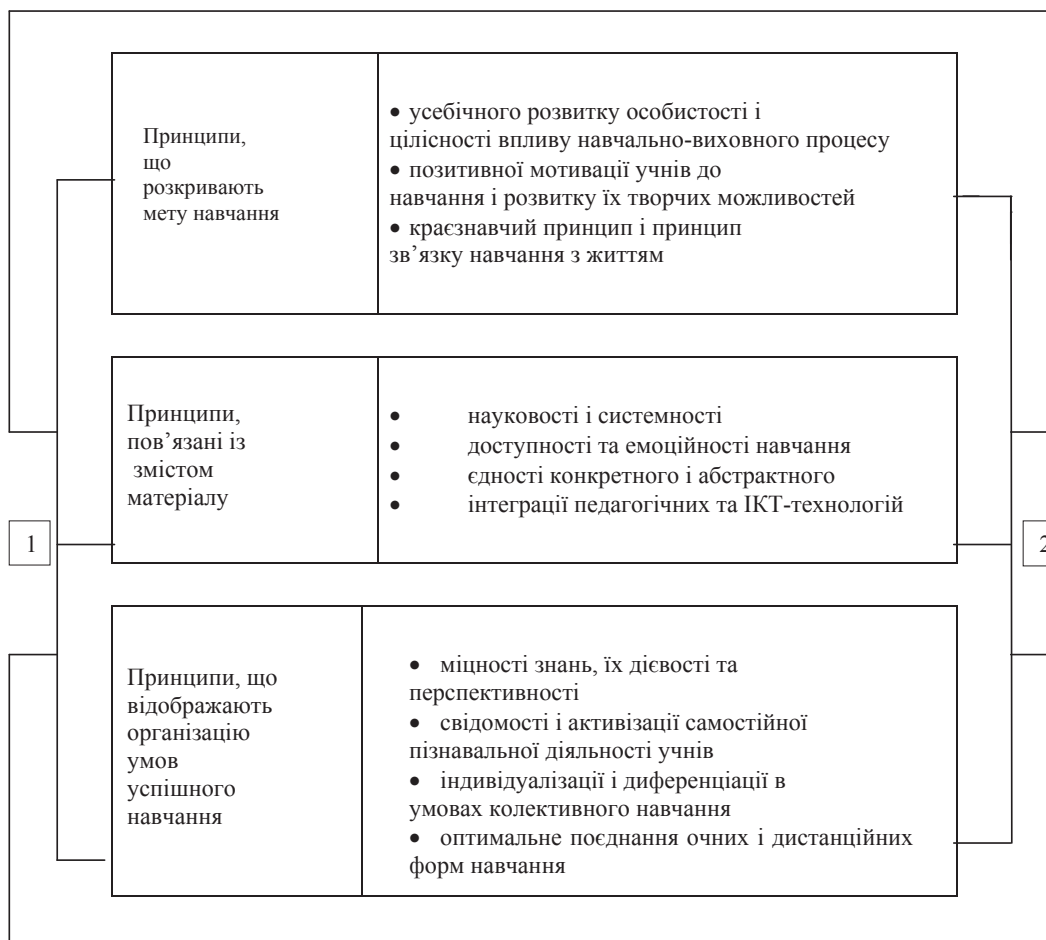 Принципи,
що
розкривають
мету навчання
• усебічного розвитку особистості і
цілісності впливу навчально-виховного процесу
• позитивної мотивації учнів до
навчання і розвитку їх творчих можливостей
• краєзнавчий принцип і принцип
зв’язку навчання з життям
Принципи,
пов’язані із
змістом
матеріалу
• науковості і системності
• доступності та емоційності навчання
• єдності конкретного і абстрактного
• інтеграції педагогічних та ІКТ-технологій
1
2
Принципи, що
відображають
організацію
умов
успішного
навчання
• міцності знань, їх дієвості та
перспективності
• свідомості і активізації самостійної
пізнавальної діяльності учнів
• індивідуалізації і диференціації в
умовах колективного навчання
• оптимальне поєднання очних і дистанційних
форм навчання